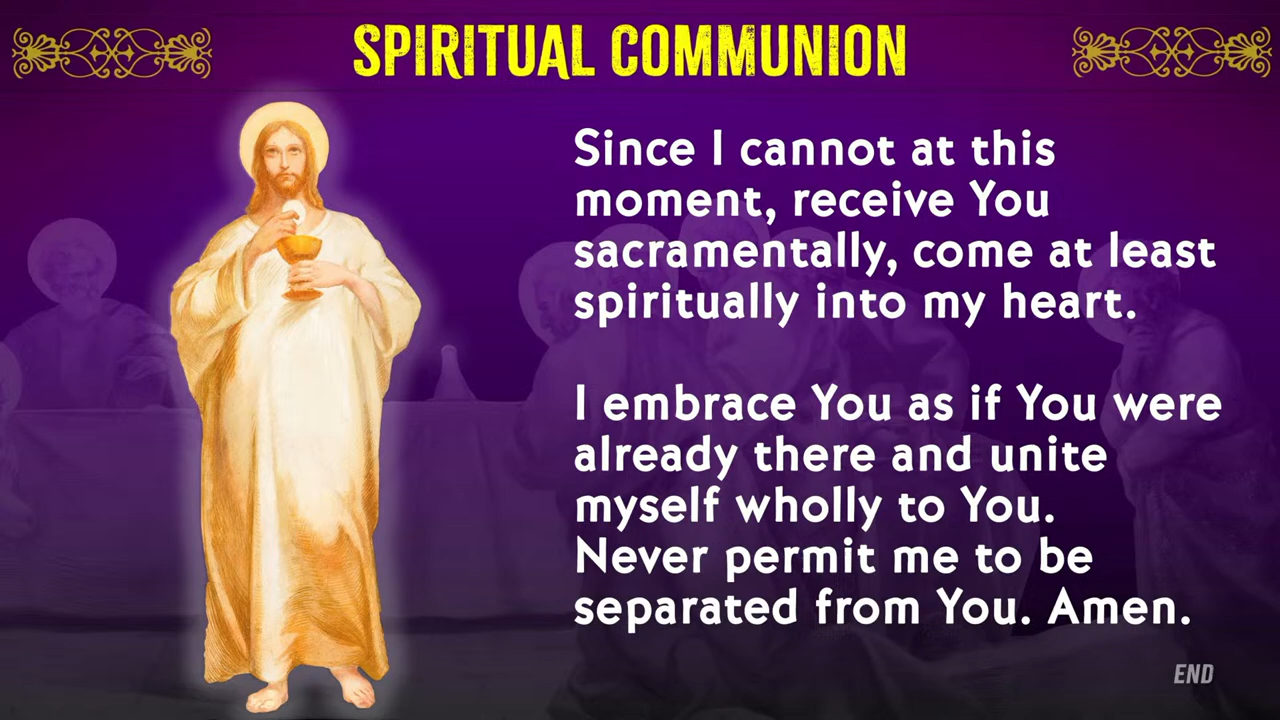 SPIRITUAL COMMUNION
Since I cannot at this
moment, receive You
sacramentally, come at least
spiritually into my heart.
I embrace You as if You were
already there and unite
myself wholly to You.
Never permit me to be
separated from You. Amen.
END